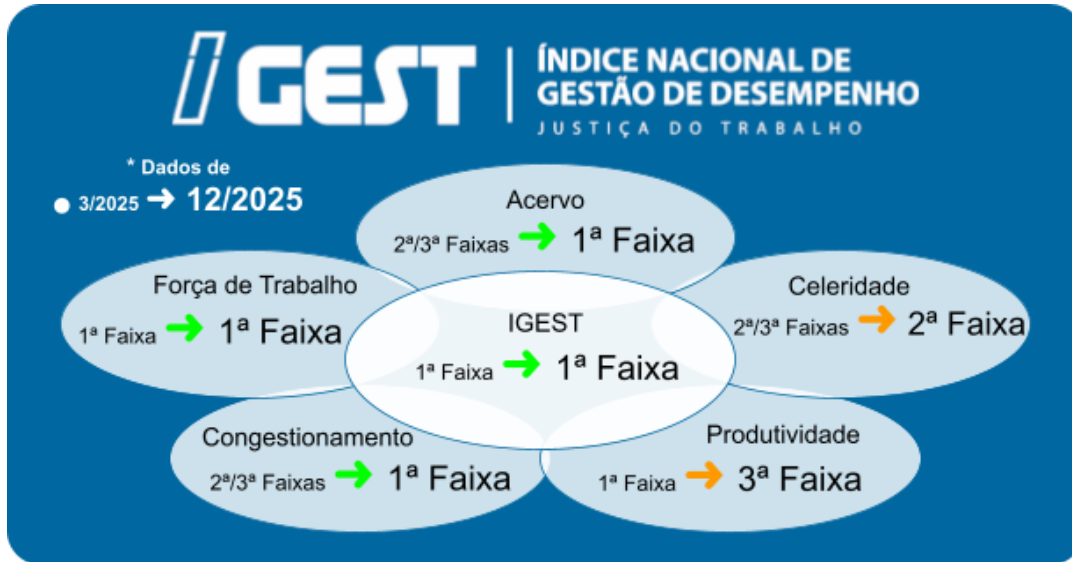 iGEST
ÍNDICE NACIONAL DE
GESTÃO DE DESEMPENHO
JUSTIÇA DO TRABALHO
* Dados de
3/2025 ➜ 12/2025
Acervo
2ª/3ª Faixas ➜ 1ª Faixa
Força de Trabalho
1ª Faixa ➜ 1ª Faixa
Celeridade
2ª/3ª Faixas ➜ 2ª Faixa
IGEST
1ª Faixa ➜ 1ª Faixa
Congestionamento
2ª/3ª Faixas ➜ 1ª Faixa
Produtividade
1ª Faixa ➜ 3ª Faixa